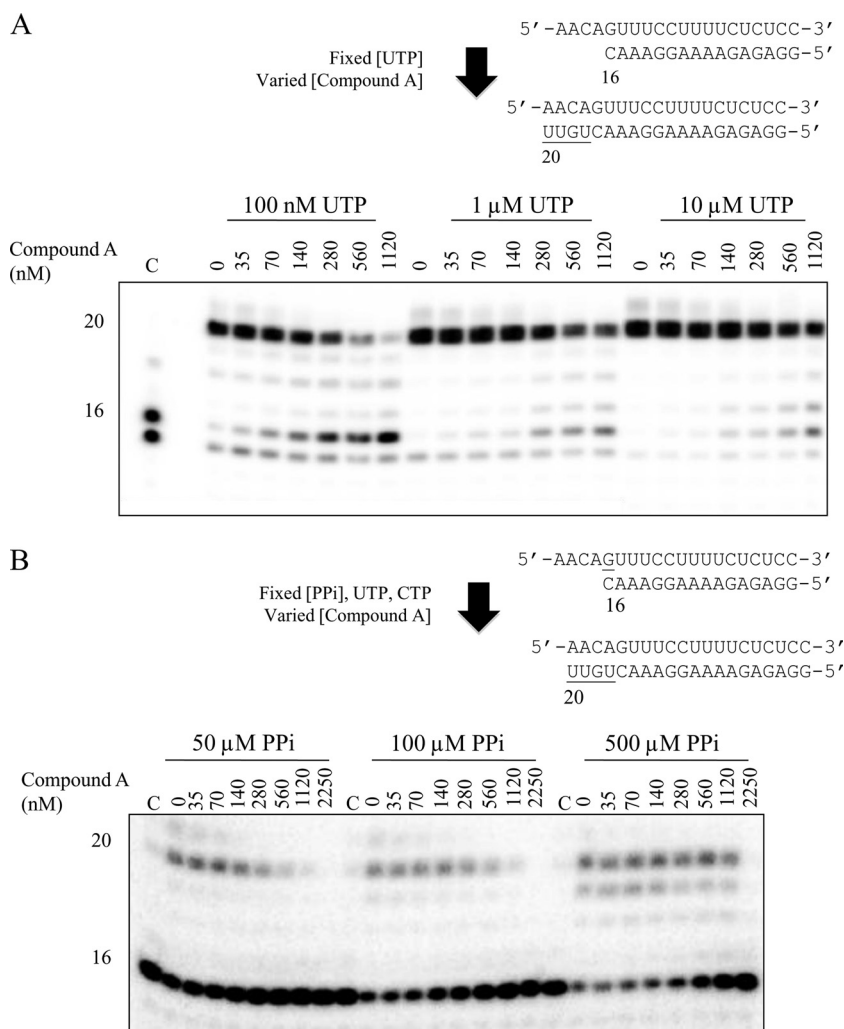 A
Fixed [UTP]
Varied [Compound A]
5′-AACAGUUUCCUUUUCUCUCC-3′
CAAAGGAAAAGAGAGG-5′
16
5′-AACAGUUUCCUUUUCUCUCC-3′
UUGUCAAAGGAAAAGAGAGG-5′
20
100 nM UTP 1 μM UTP 10 μM UTP
Compound A
(nM)
C 0 35 70 140 280 560 1120 0 35 70 140 280 560 1120 0 35 70 140 280 560 1120
20
16
B
Fixed [PPi], UTP, CTP
Varied [Compound A]
5′-AACAGUUUCCUUUUCUCUCC-3′
CAAAGGAAAAGAGAGG-5′
16
5′-AACAGUUUCCUUUUCUCUCC-3′
UUGUCAAAGGAAAAGAGAGG-5′
20
50 μM PPi 100 μM PPi 500 μM PPi
Compound A
(nM)
C 0 35 70 140 280 560 1120 2250 C 0 35 70 140 280 560 1120 2250 C 0 35 70 140 280 560 1120 2250
20
16